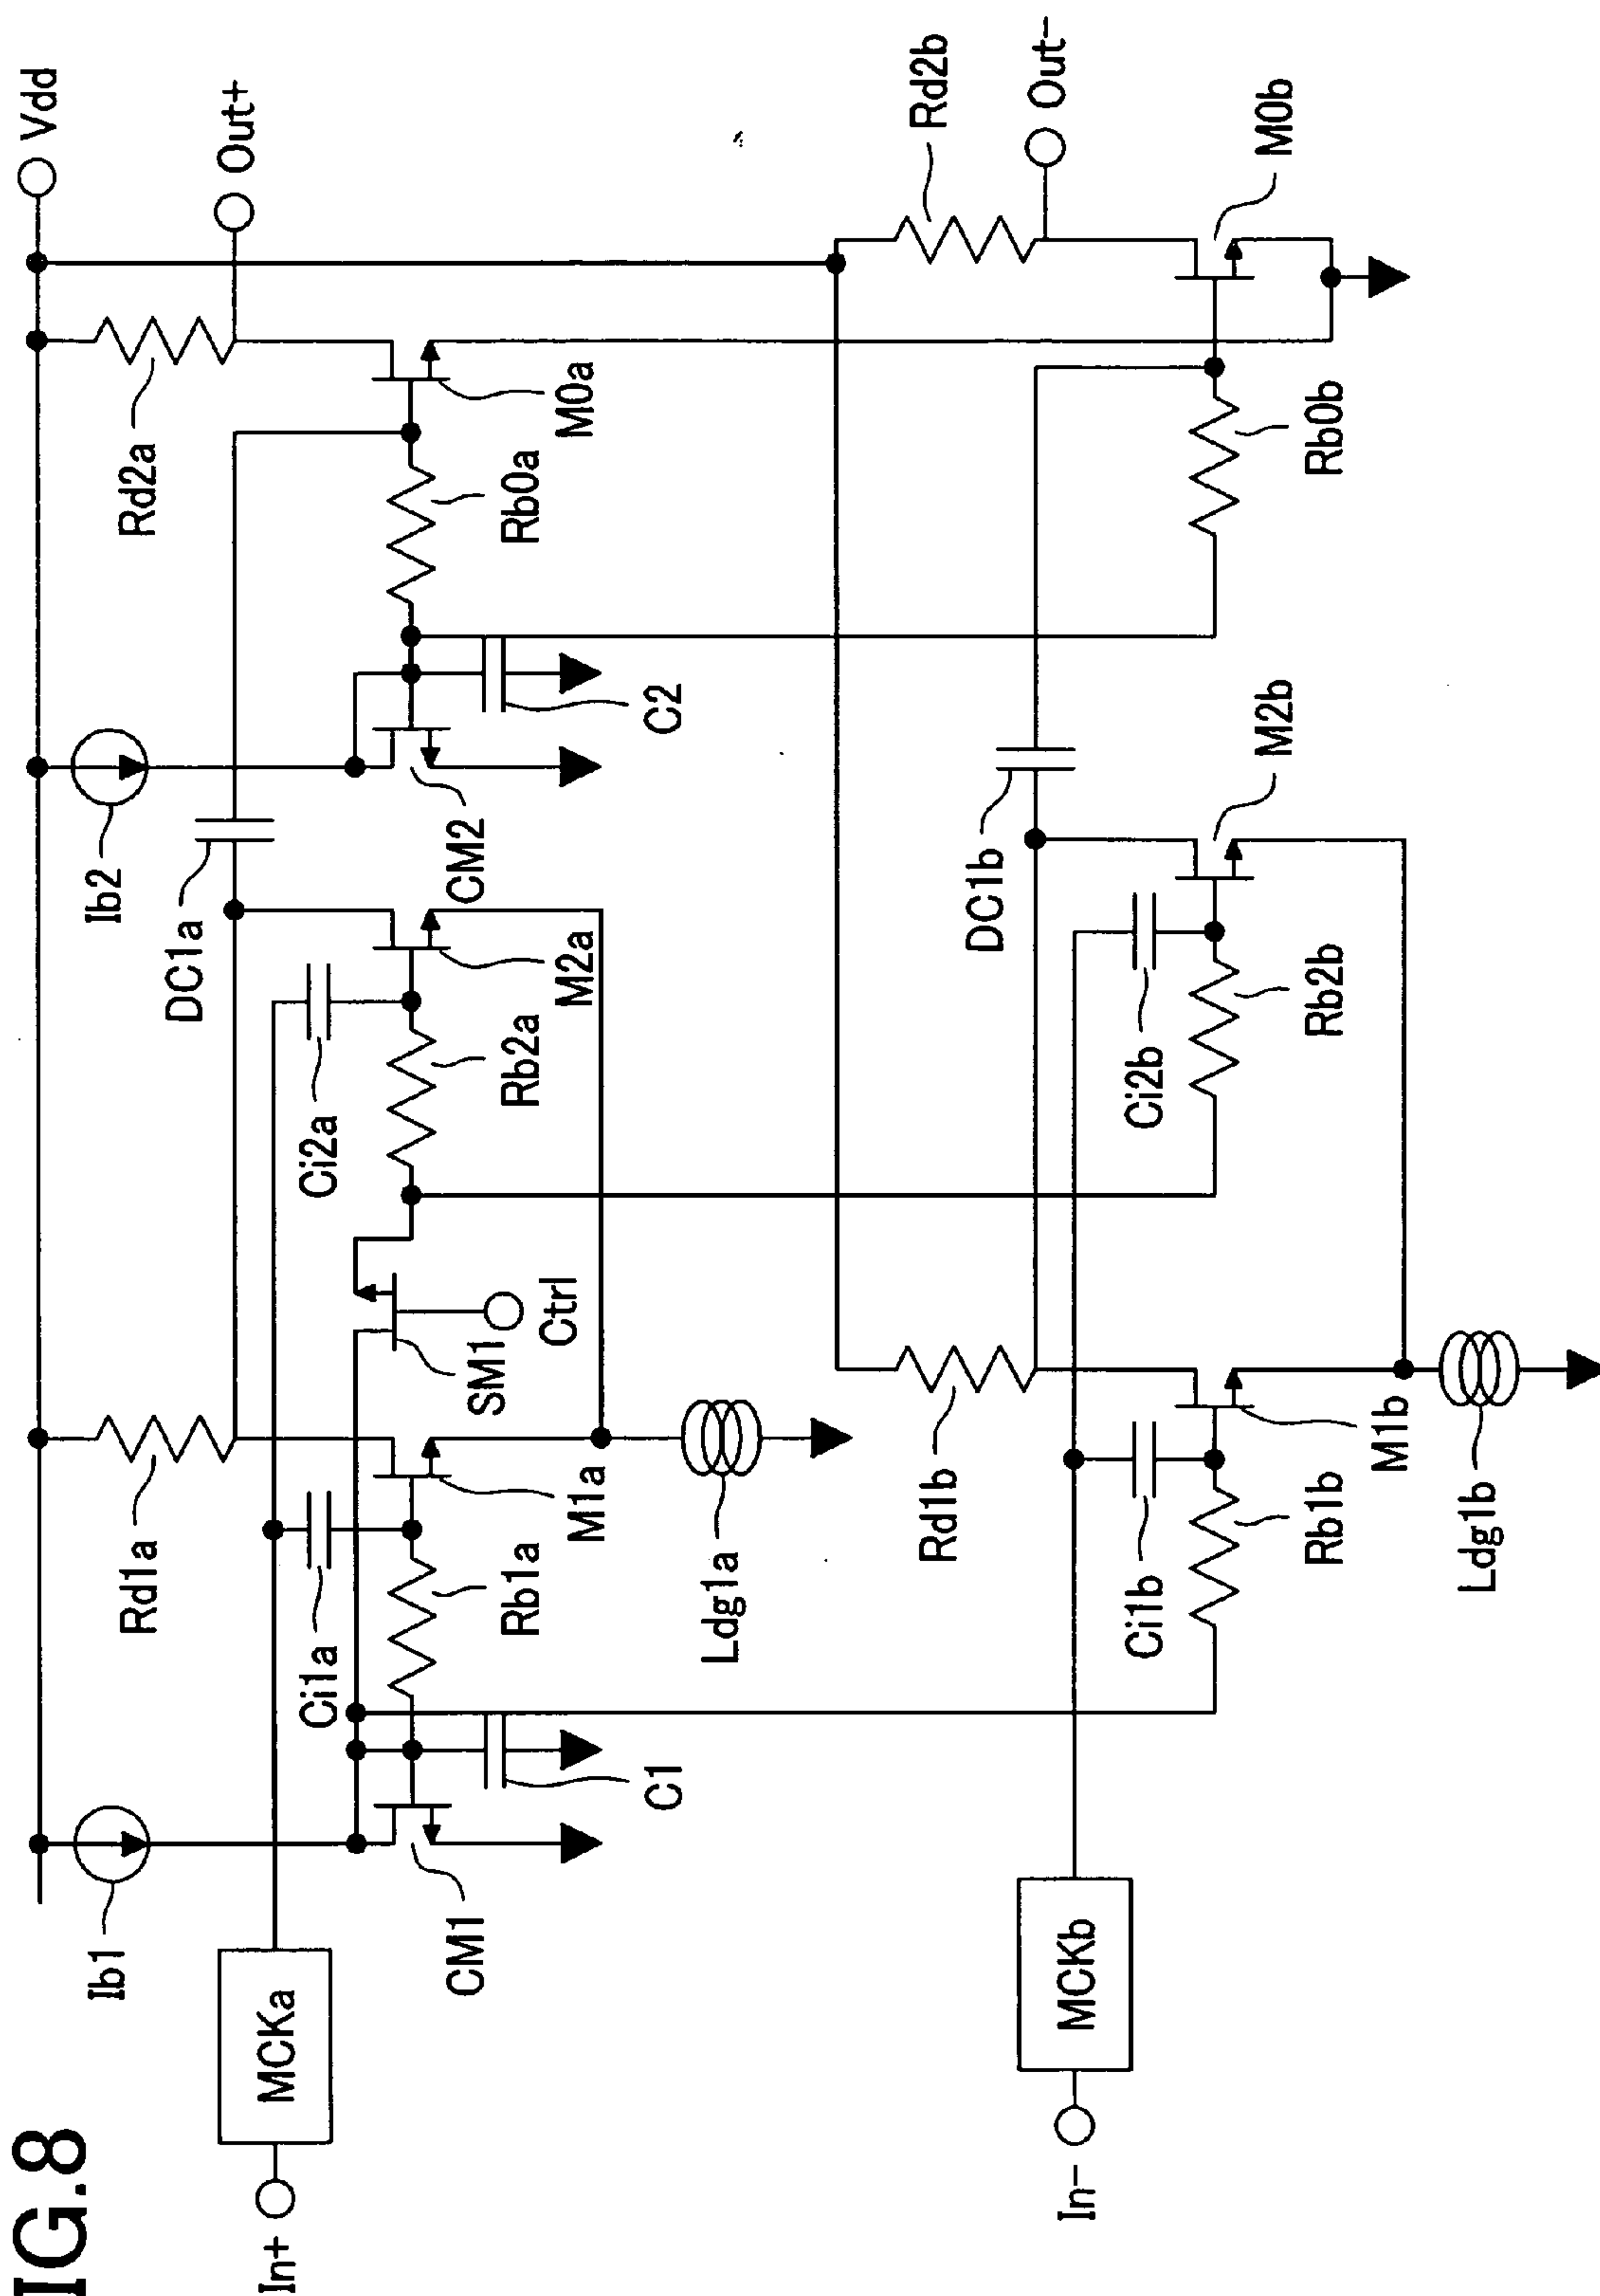 IG.8
Vdd
Out+
Rd2a
Ib2
DC1a
Rb0a
M0a
C2
CM2
Ci2a
Rb2a
M2a
SM1
Ctrl
Rd1a
Ci1a
Rb1a
M1a
Ldg1a
C1
CM1
Ib1
MCKa
In+
Rd2b
Out-
M0b
Rb0b
DC1b
M2b
Ci2b
Rb2b
Rd1b
Ci1b
Rb1b
M1b
Ldg1b
MCKb
In-